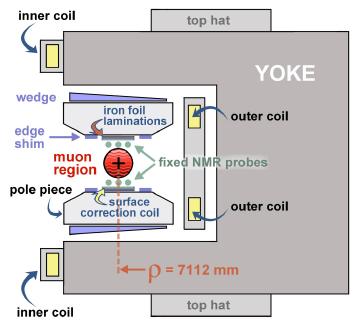 inner coil
top hat
YOKE
wedge
iron foil
laminations
outer coil
edge
shim
muon
region
fixed NMR probes
pole piece
surface
correction coil
outer coil
ρ = 7112 mm
inner coil
top hat